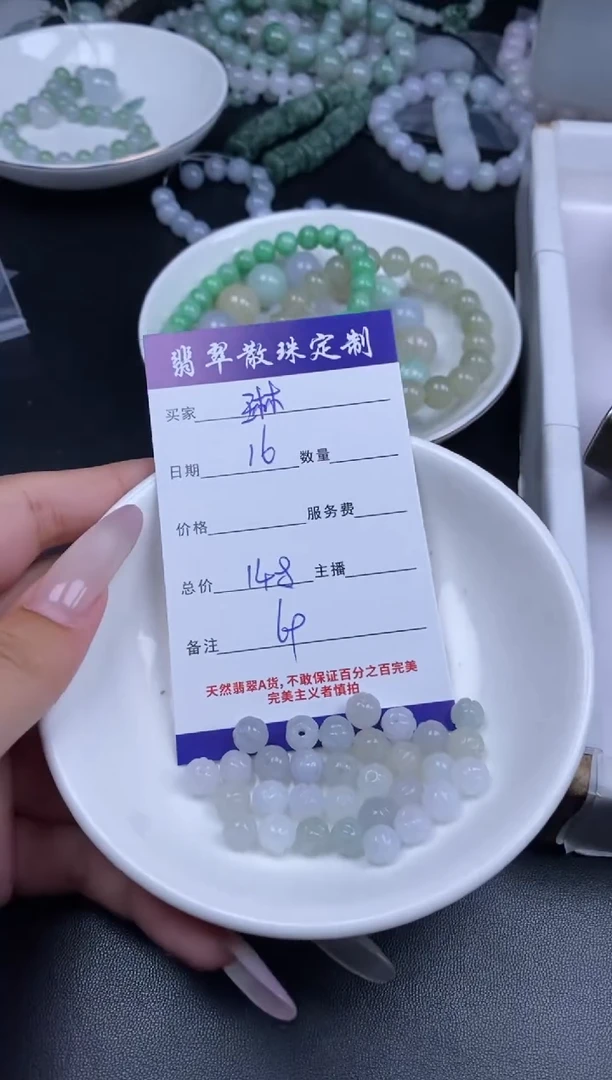 翡翠散珠定制
买家 琳
日期 16 数量
价格 服务费
总价 148 主播
备注 6p
天然翡翠A货,不敢保证百分之百完美
完美主义者慎拍